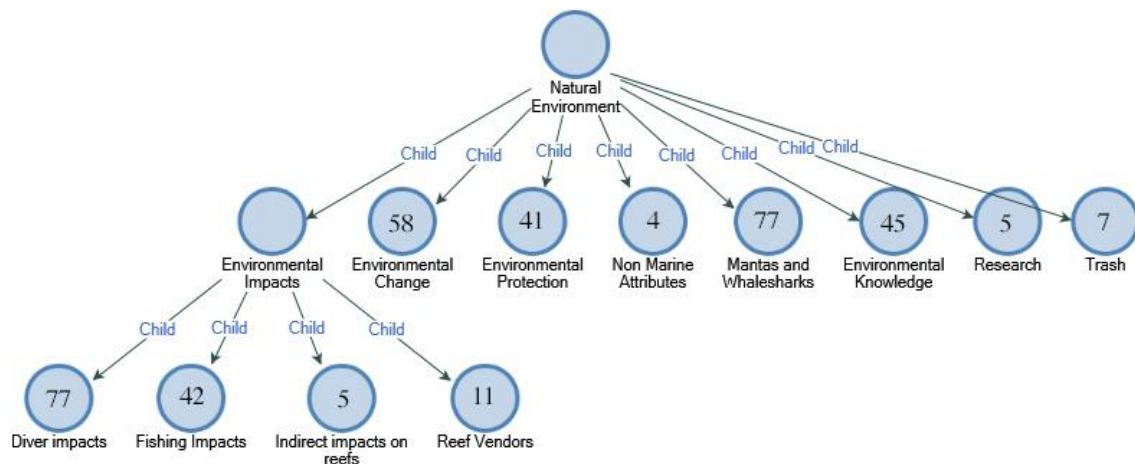 Natural
Environment
Child Child Child Child Child Child Child Child
58 41 4 77 45 5 7
Environmental Environmental Environmental Non Marine Mantas and Environmental Research Trash
Impacts Change Protection Attributes Whalesharks Knowledge
Child Child Child Child
77 42 5 11
Diver impacts Fishing Impacts Indirect impacts on Reef Vendors
reefs